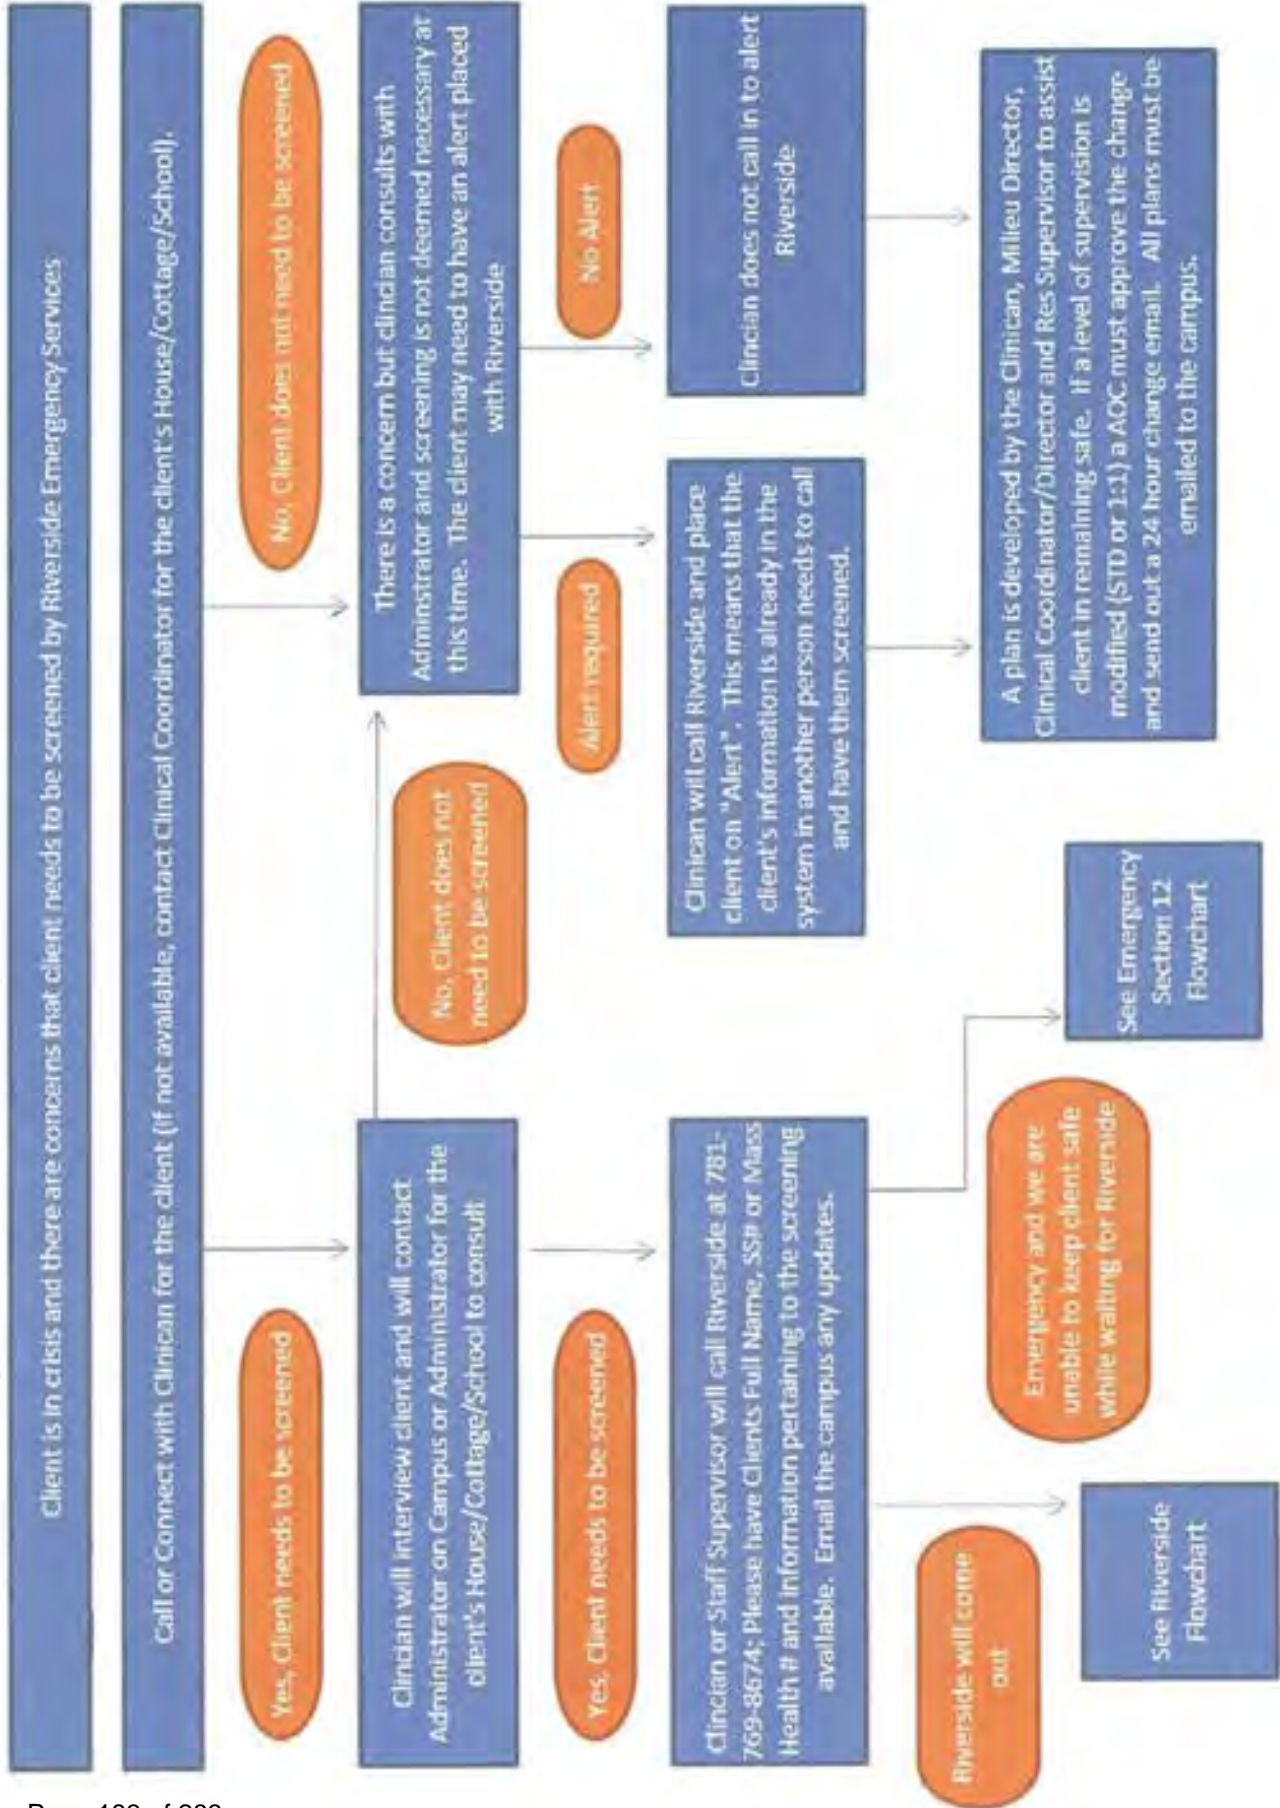 Client is in crisis and there are concerns that client needs to be screened by Riverside Emergency Services
Call or Connect with Clinican for the client (if not available, contact Clinical Coordinator for the client's House/Cottage/School).
Yes, Client needs to be screened
No, Client does not need to be screened
Clincian will interview client and will contact
Administrator on Campus or Administrator for the
client's House/Cottage/School to consult
No, Client does not
need to be screened
There is a concern but clincian consults with
Adminstrator and screening is not deemed necessary at
this time. The client may need to have an alert placed
with Riverside
Yes, Client needs to be screened
Alert required
No Alert
Clincian or Staff Supervisor will call Riverside at 781-
769-8674; Please have Clients Full Name, SS# or Mass
Health # and information pertaining to the screening
available. Email the campus any updates.
Clinican will call Riverside and place
client on "Alert". This means that the
client's information is already in the
system in another person needs to call
and have them screened.
Clincian does not call in to alert
Riverside
Riverside will come
out
Emergency and we are
unable to keep client safe
while waiting for Riverside
See Riverside
Flowchart
See Emergency
Section 12
Flowchart
A plan is developed by the Clinican, Milieu Director,
Clinical Coordinator/Director and Res Supervisor to assist
client in remaining safe. If a level of supervision is
modified (STD or 1:1) a AOC must approve the change
and send out a 24 hour change email. All plans must be
emailed to the campus.